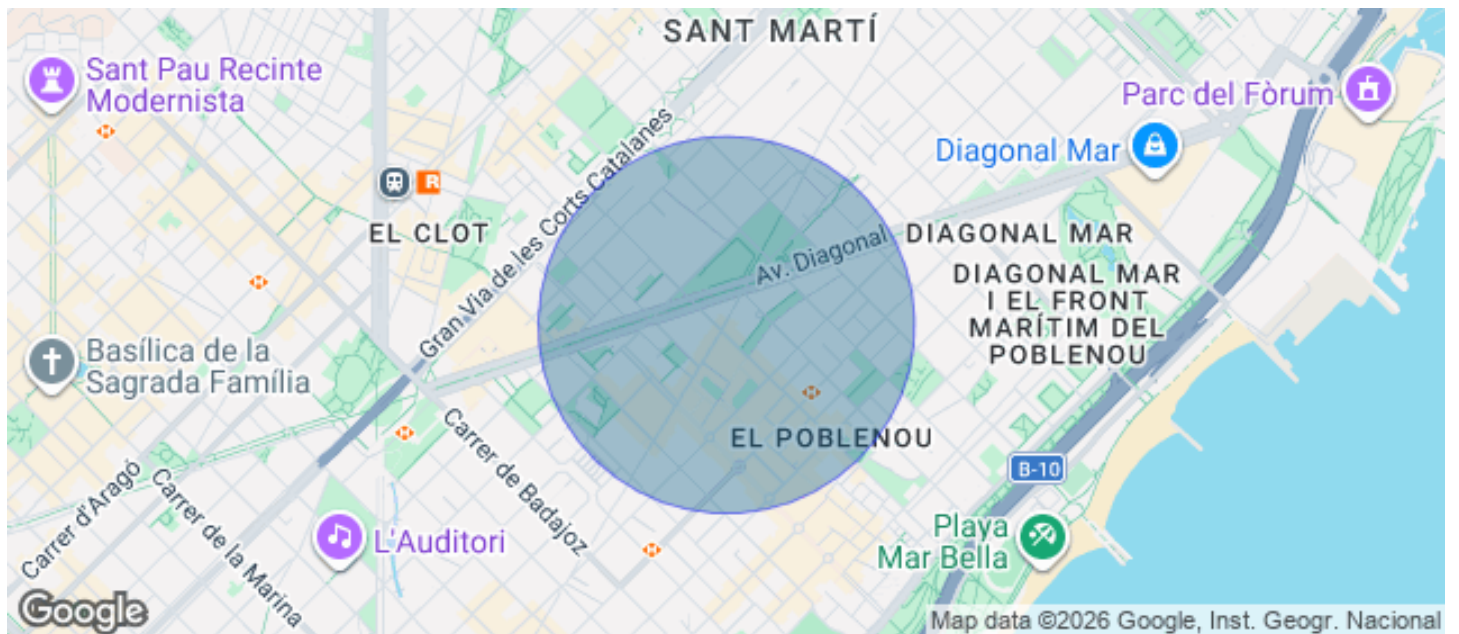 SANT MARTÍ
Sant Pau Recinte
Modernista
Parc del Fòrum
Diagonal Mar
R
EL CLOT
Gran Via de les Corts Catalanes
Av. Diagonal
DIAGONAL MAR
DIAGONAL MAR
I EL FRONT
MARÍTIM DEL
POBLENOU
Basílica de la
Sagrada Família
EL POBLENOU
Carrer de Badajoz
B-10
Carrer d'Aragó
Carrer de la Marina
L'Auditori
Playa
Mar Bella
Google
Map data ©2026 Google, Inst. Geogr. Nacional